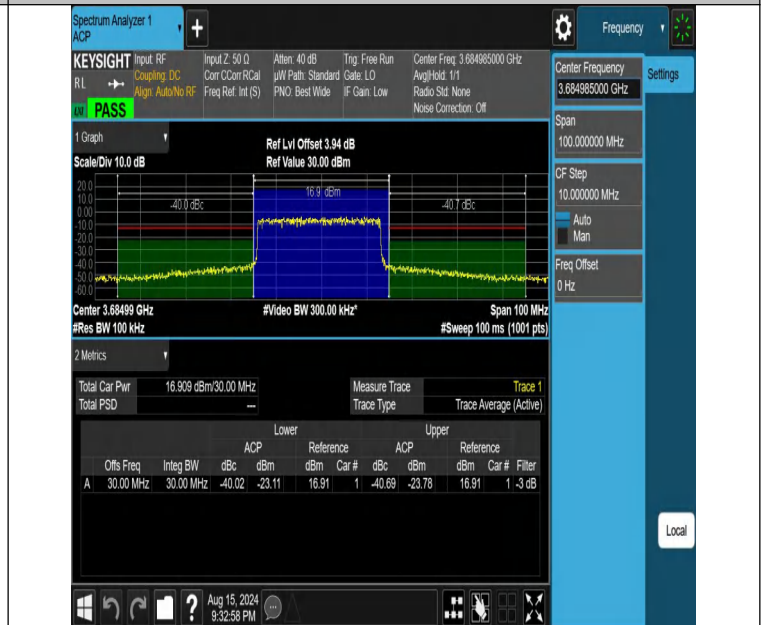 Spectrum Analyzer 1
ACP
+
Frequency
KEYSIGHT
RL
PASS
Input: RF
Coupling: DC
Align: Auto/No RF
Input Z: 50 Ω
Corr CCorr RCal
Freq Ref: Int (S)
Atten: 40 dB
µW Path: Standard
PNO: Best Wide
Trig: Free Run
Gate: LO
IF Gain: Low
Center Freq: 3.684985000 GHz
Avg|Hold: 1/1
Radio Std: None
Noise Correction: Off
Center Frequency
3.684985000 GHz
Settings
Span
100.000000 MHz
CF Step
10.000000 MHz
Auto
Man
Freq Offset
0 Hz
Local
1 Graph
Scale/Div 10.0 dB
Ref Lvl Offset 3.94 dB
Ref Value 30.00 dBm
20.0
10.0
0.00
-10.0
-20.0
-30.0
-40.0
-50.0
-60.0
-40.0 dBc
16.9 dBm
-40.7 dBc
Center 3.68499 GHz
#Video BW 300.00 kHz*
Span 100 MHz
#Res BW 100 kHz
#Sweep 100 ms (1001 pts)
2 Metrics
Total Car Pwr 16.909 dBm/30.00 MHz
Total PSD ---
Measure Trace Trace 1
Trace Type Trace Average (Active)
Lower Upper
ACP Reference ACP Reference
Offs Freq Integ BW dBc dBm dBm Car # dBc dBm dBm Car # Filter
A 30.00 MHz 30.00 MHz -40.02 -23.11 16.91 1 -40.69 -23.78 16.91 1 -3 dB
?
Aug 15, 2024
9:32:58 PM